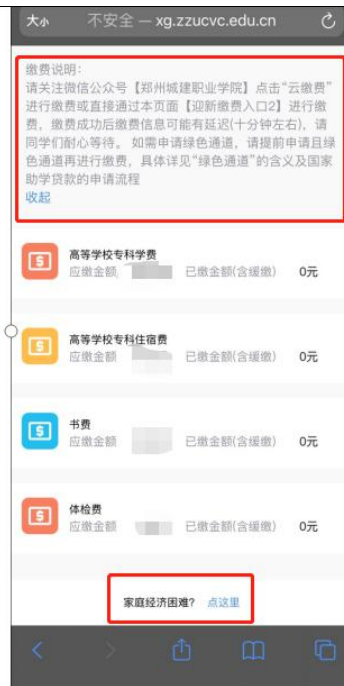 大小 不安全 — xg.zzucvc.edu.cn
缴费说明：
请关注微信公众号【郑州城建职业学院】点击“云缴费”
进行缴费或直接通过本页面【迎新缴费入口2】进行缴
费，缴费成功后缴费信息可能有延迟(十分钟左右)，请
同学们耐心等待。 如需申请绿色通道，请提前申请且绿
色通道再进行缴费，具体详见“绿色通道”的含义及国家
助学贷款的申请流程
收起
高等学校专科学费
应缴金额 已缴金额(含缓缴) 0元
高等学校专科住宿费
应缴金额 已缴金额(含缓缴) 0元
书费
应缴金额 已缴金额(含缓缴) 0元
体检费
应缴金额 已缴金额(含缓缴) 0元
家庭经济困难？ 点这里